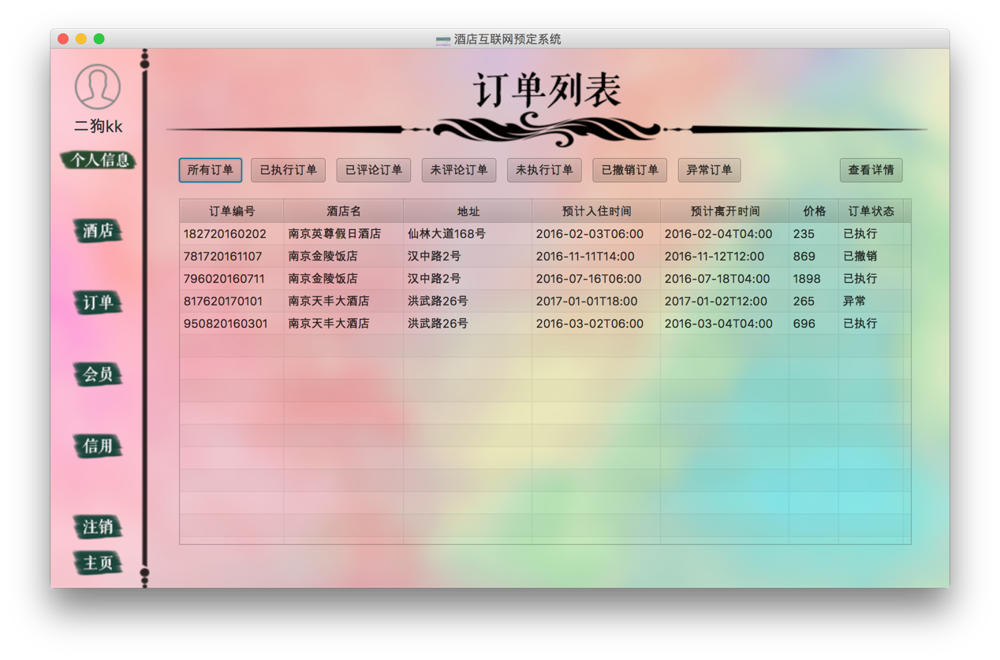 酒店互联网预定系统
二狗kk
个人信息
酒店
订单
会员
信用
注销
主页
订单列表
所有订单 已执行订单 已评论订单 未评论订单 未执行订单 已撤销订单 异常订单 查看详情
订单编号 酒店名 地址 预计入住时间 预计离开时间 价格 订单状态
182720160202 南京英尊假日酒店 仙林大道168号 2016-02-03T06:00 2016-02-04T04:00 235 已执行
781720161107 南京金陵饭店 汉中路2号 2016-11-11T14:00 2016-11-12T12:00 869 已撤销
796020160711 南京金陵饭店 汉中路2号 2016-07-16T06:00 2016-07-18T04:00 1898 已执行
817620170101 南京天丰大酒店 洪武路26号 2017-01-01T18:00 2017-01-02T12:00 265 异常
950820160301 南京天丰大酒店 洪武路26号 2016-03-02T06:00 2016-03-04T04:00 696 已执行